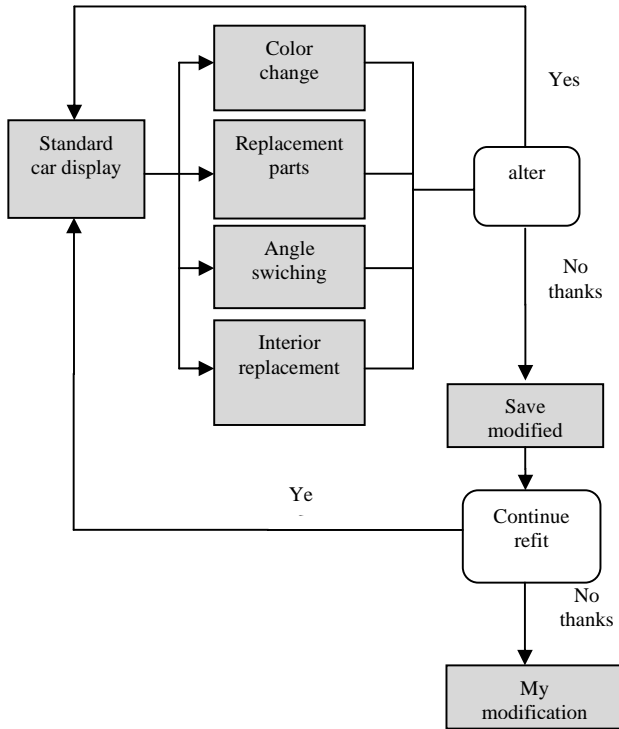 Color
change
Yes
Standard
car display
Replacement
parts
alter
Angle
swiching
No
thanks
Interior
replacement
Save
modified
Ye
Continue
refit
No
thanks
My
modification